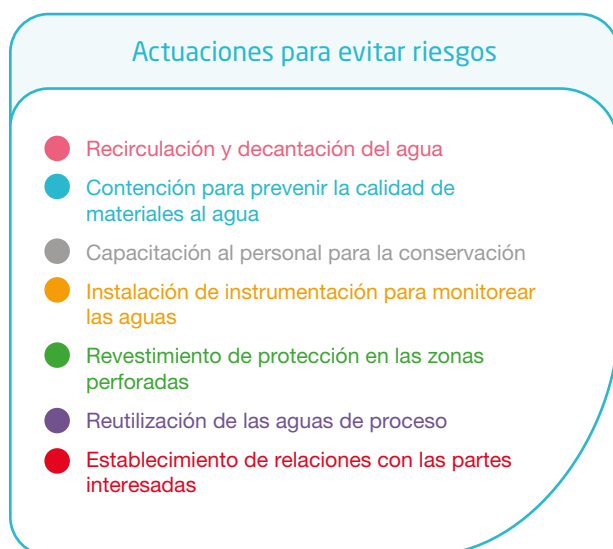 Actuaciones para evitar riesgos
Recirculación y decantación del agua
Contención para prevenir la calidad de
materiales al agua
Capacitación al personal para la conservación
Instalación de instrumentación para monitorear
las aguas
Revestimiento de protección en las zonas
perforadas
Reutilización de las aguas de proceso
Establecimiento de relaciones con las partes
interesadas